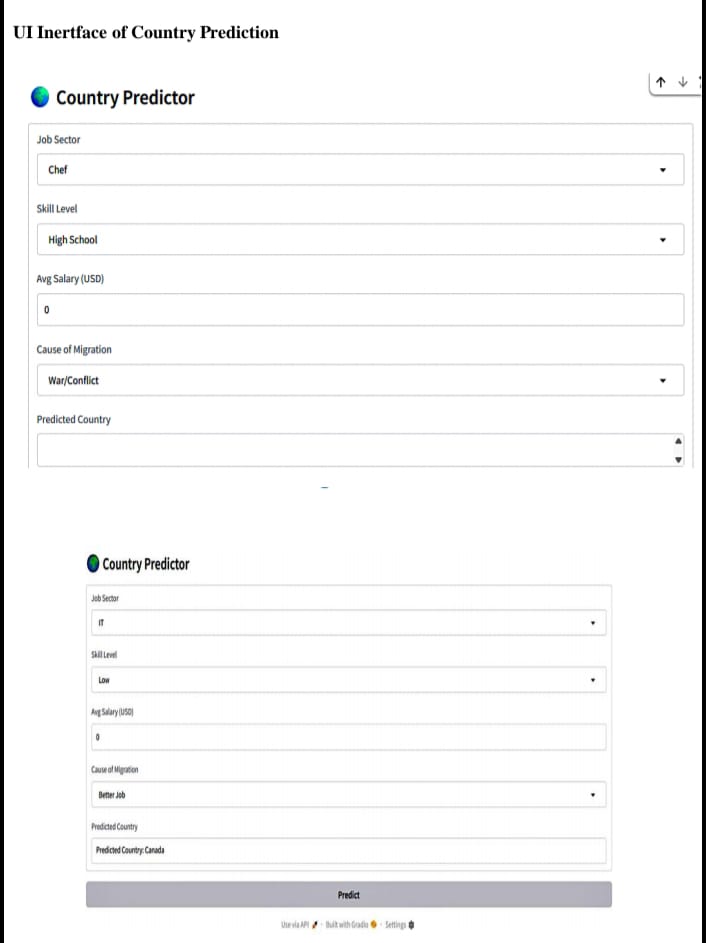 UI Inertface of Country Prediction
Country Predictor
Job Sector
Chef
Skill Level
High School
Avg Salary (USD)
0
Cause of Migration
War/Conflict
Predicted Country
Country Predictor
Job Sector
IT
Skill Level
Low
Avg Salary (USD)
0
Cause of Migration
Better Job
Predicted Country
Predicted Country: Canada
Predict
Use via API · Built with Gradio · Settings